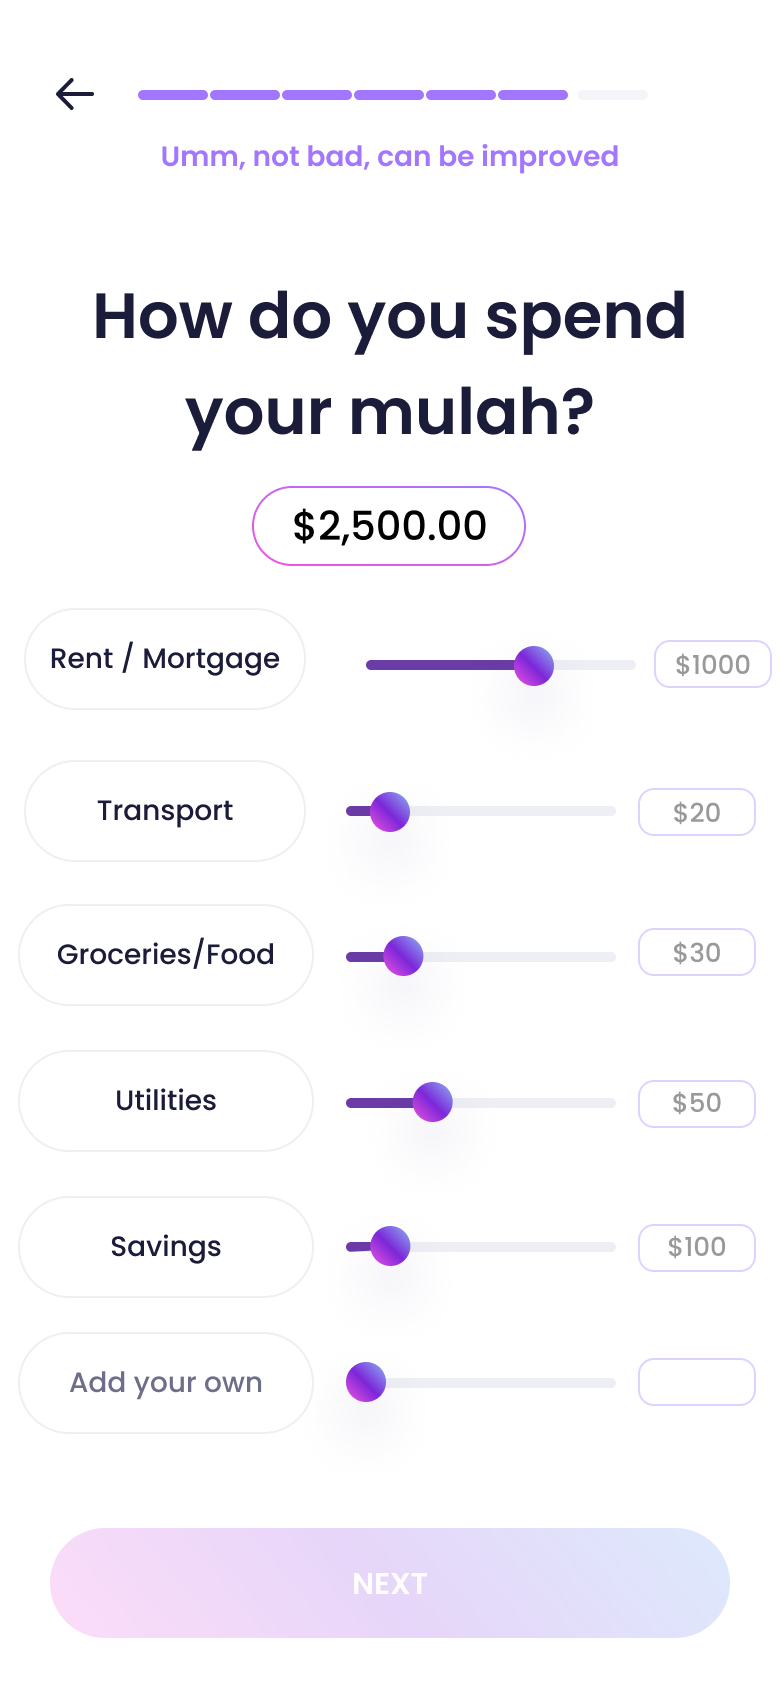 Umm, not bad, can be improved
How do you spend
your mulah?
$2,500.00
Rent / Mortgage
$1000
Transport
$20
Groceries/Food
$30
Utilities
$50
Savings
$100
Add your own
NEXT